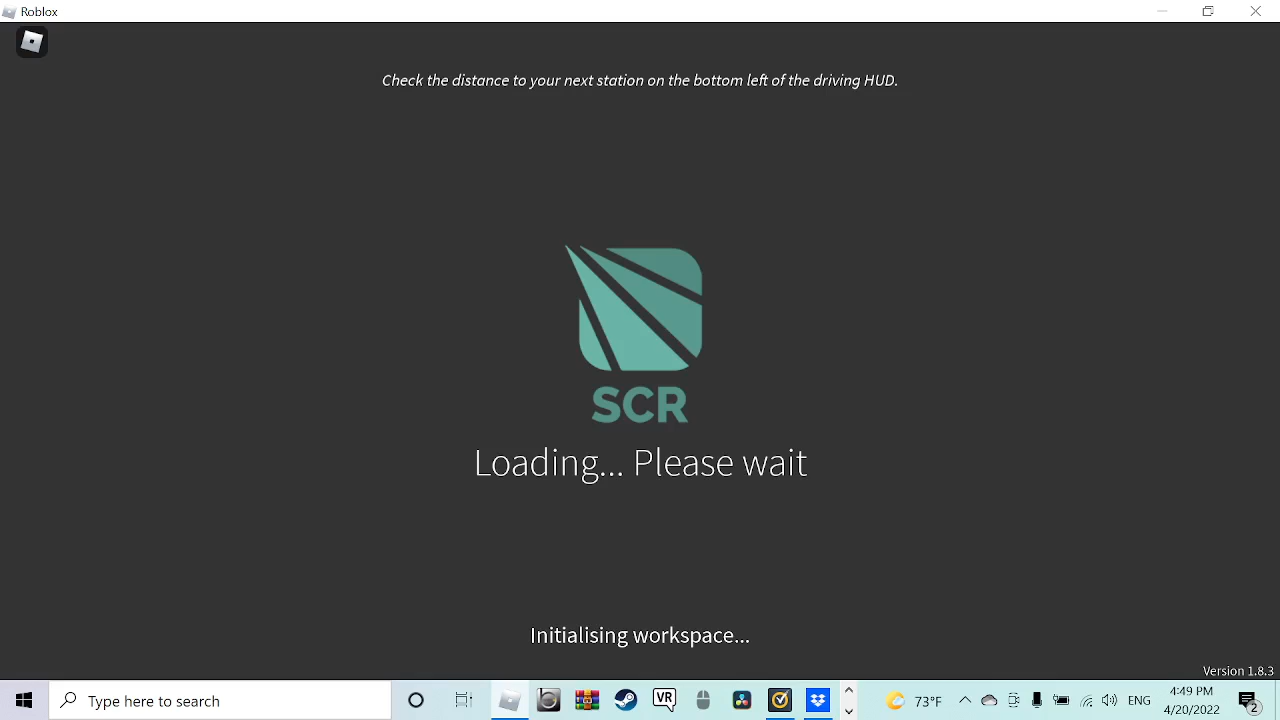 Roblox
Check the distance to your next station on the bottom left of the driving HUD.
SCR
Loading... Please wait
Initialising workspace...
Version 1.8.3
Type here to search
VR
73°F
ENG
4:49 PM
4/20/2022
2